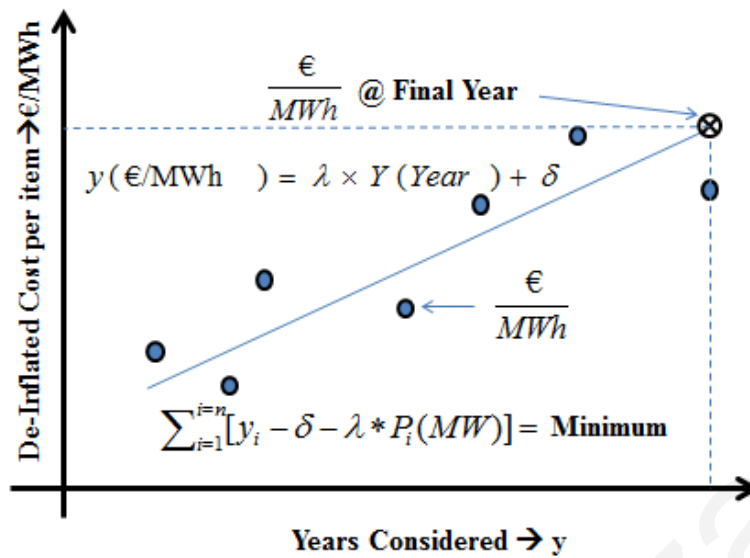 De-Inflated Cost per item → €/MWh
€
MWh @ Final Year
y (€/MWh ) = λ × Y (Year ) + δ
€
MWh
∑_{i=1}^{i=n}[y_i − δ − λ * P_i(MW)] = Minimum
Years Considered → y